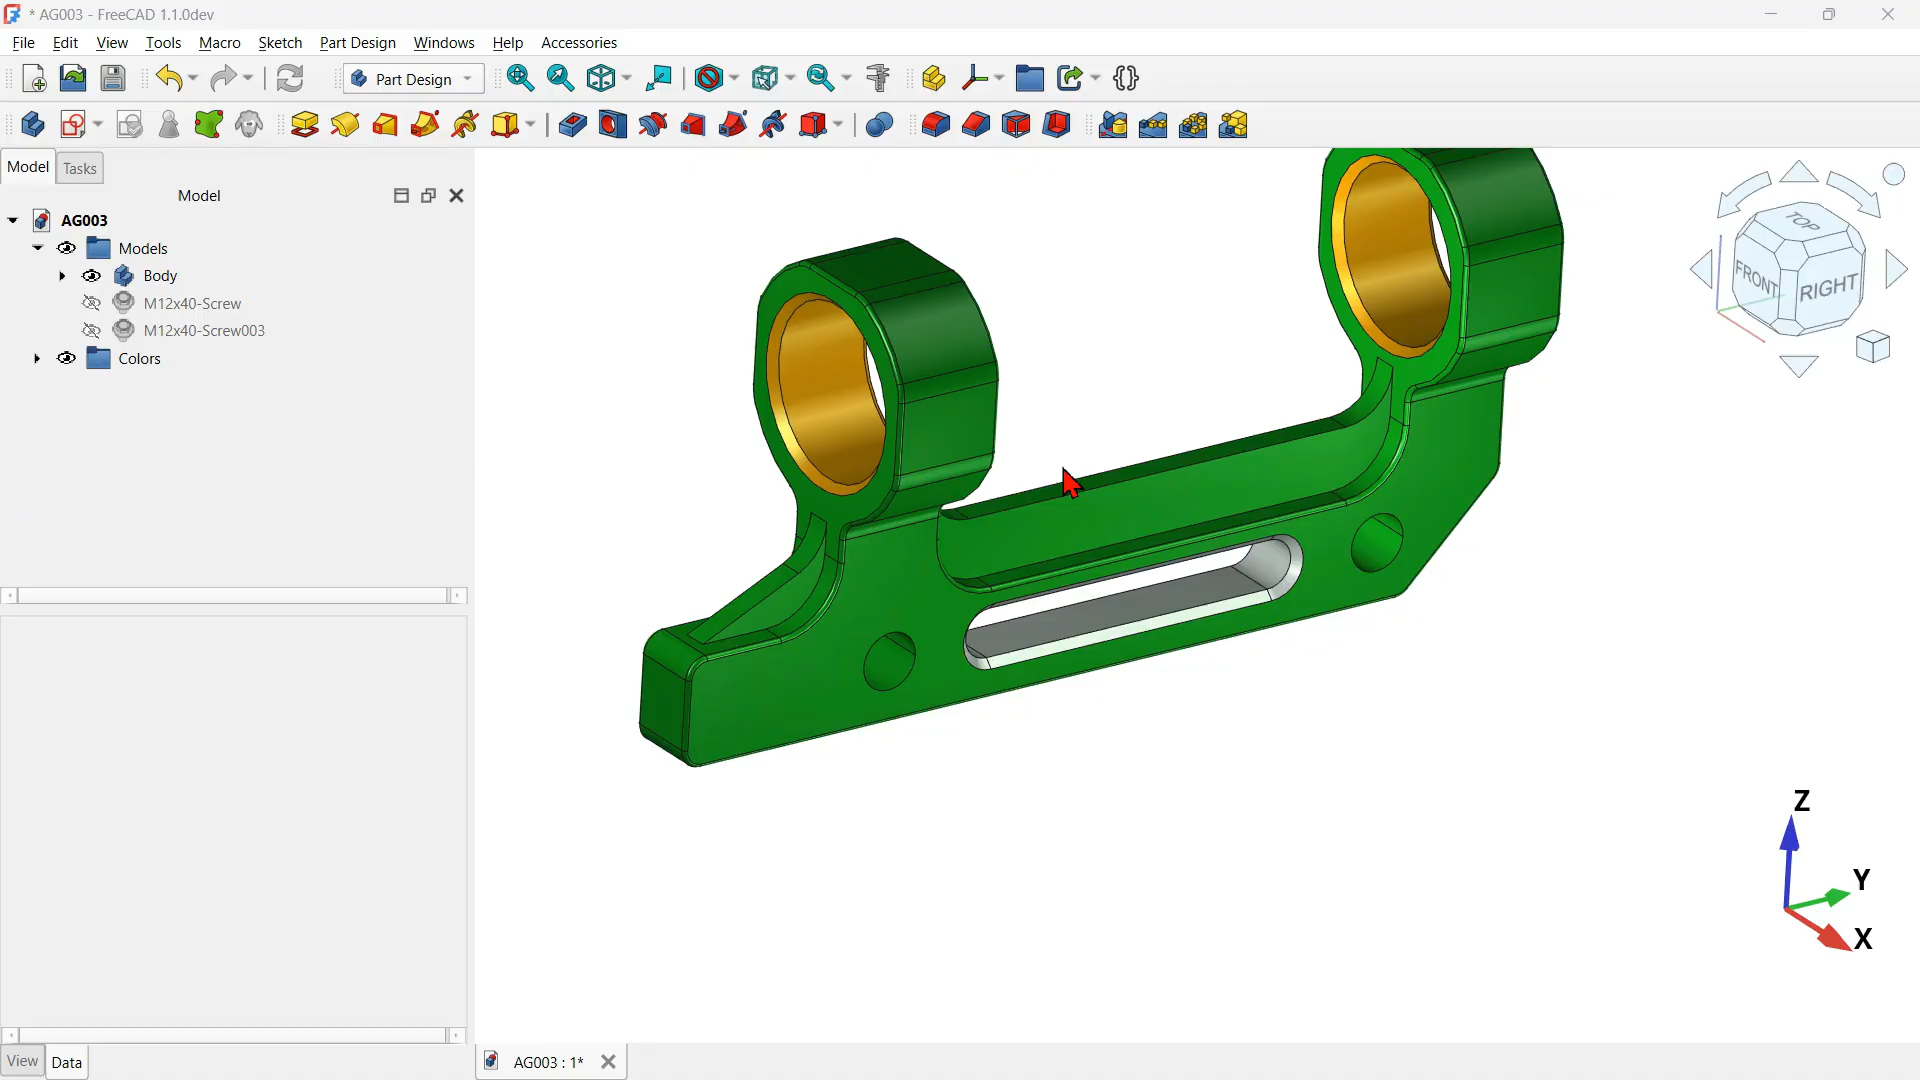 * AG003 - FreeCAD 1.1.0dev
File Edit View Tools Macro Sketch Part Design Windows Help Accessories
Part Design
Model Tasks
Model
AG003
Models
Body
M12x40-Screw
M12x40-Screw003
Colors
TOP
FRONT RIGHT
Z
Y
X
View Data
AG003 : 1*